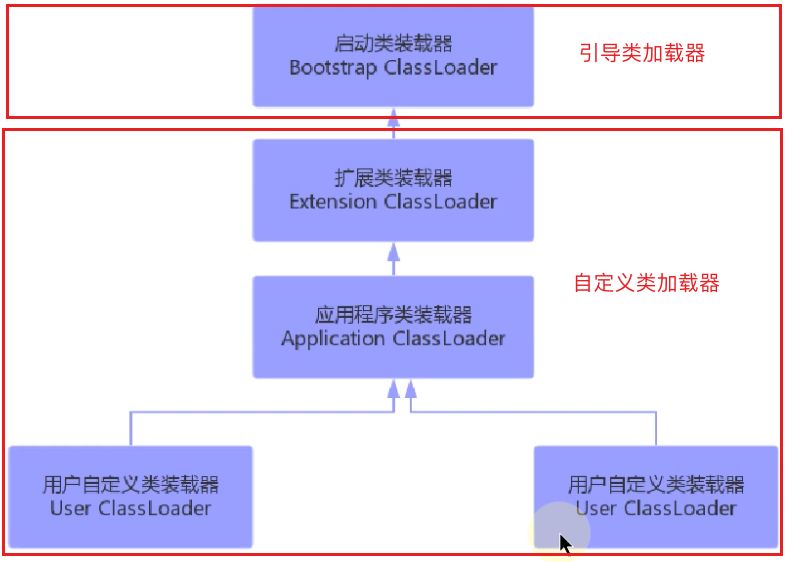 启动类装载器
Bootstrap ClassLoader
引导类加载器
扩展类装载器
Extension ClassLoader
自定义类加载器
应用程序类装载器
Application ClassLoader
用户自定义类装载器
User ClassLoader
用户自定义类装载器
User ClassLoader